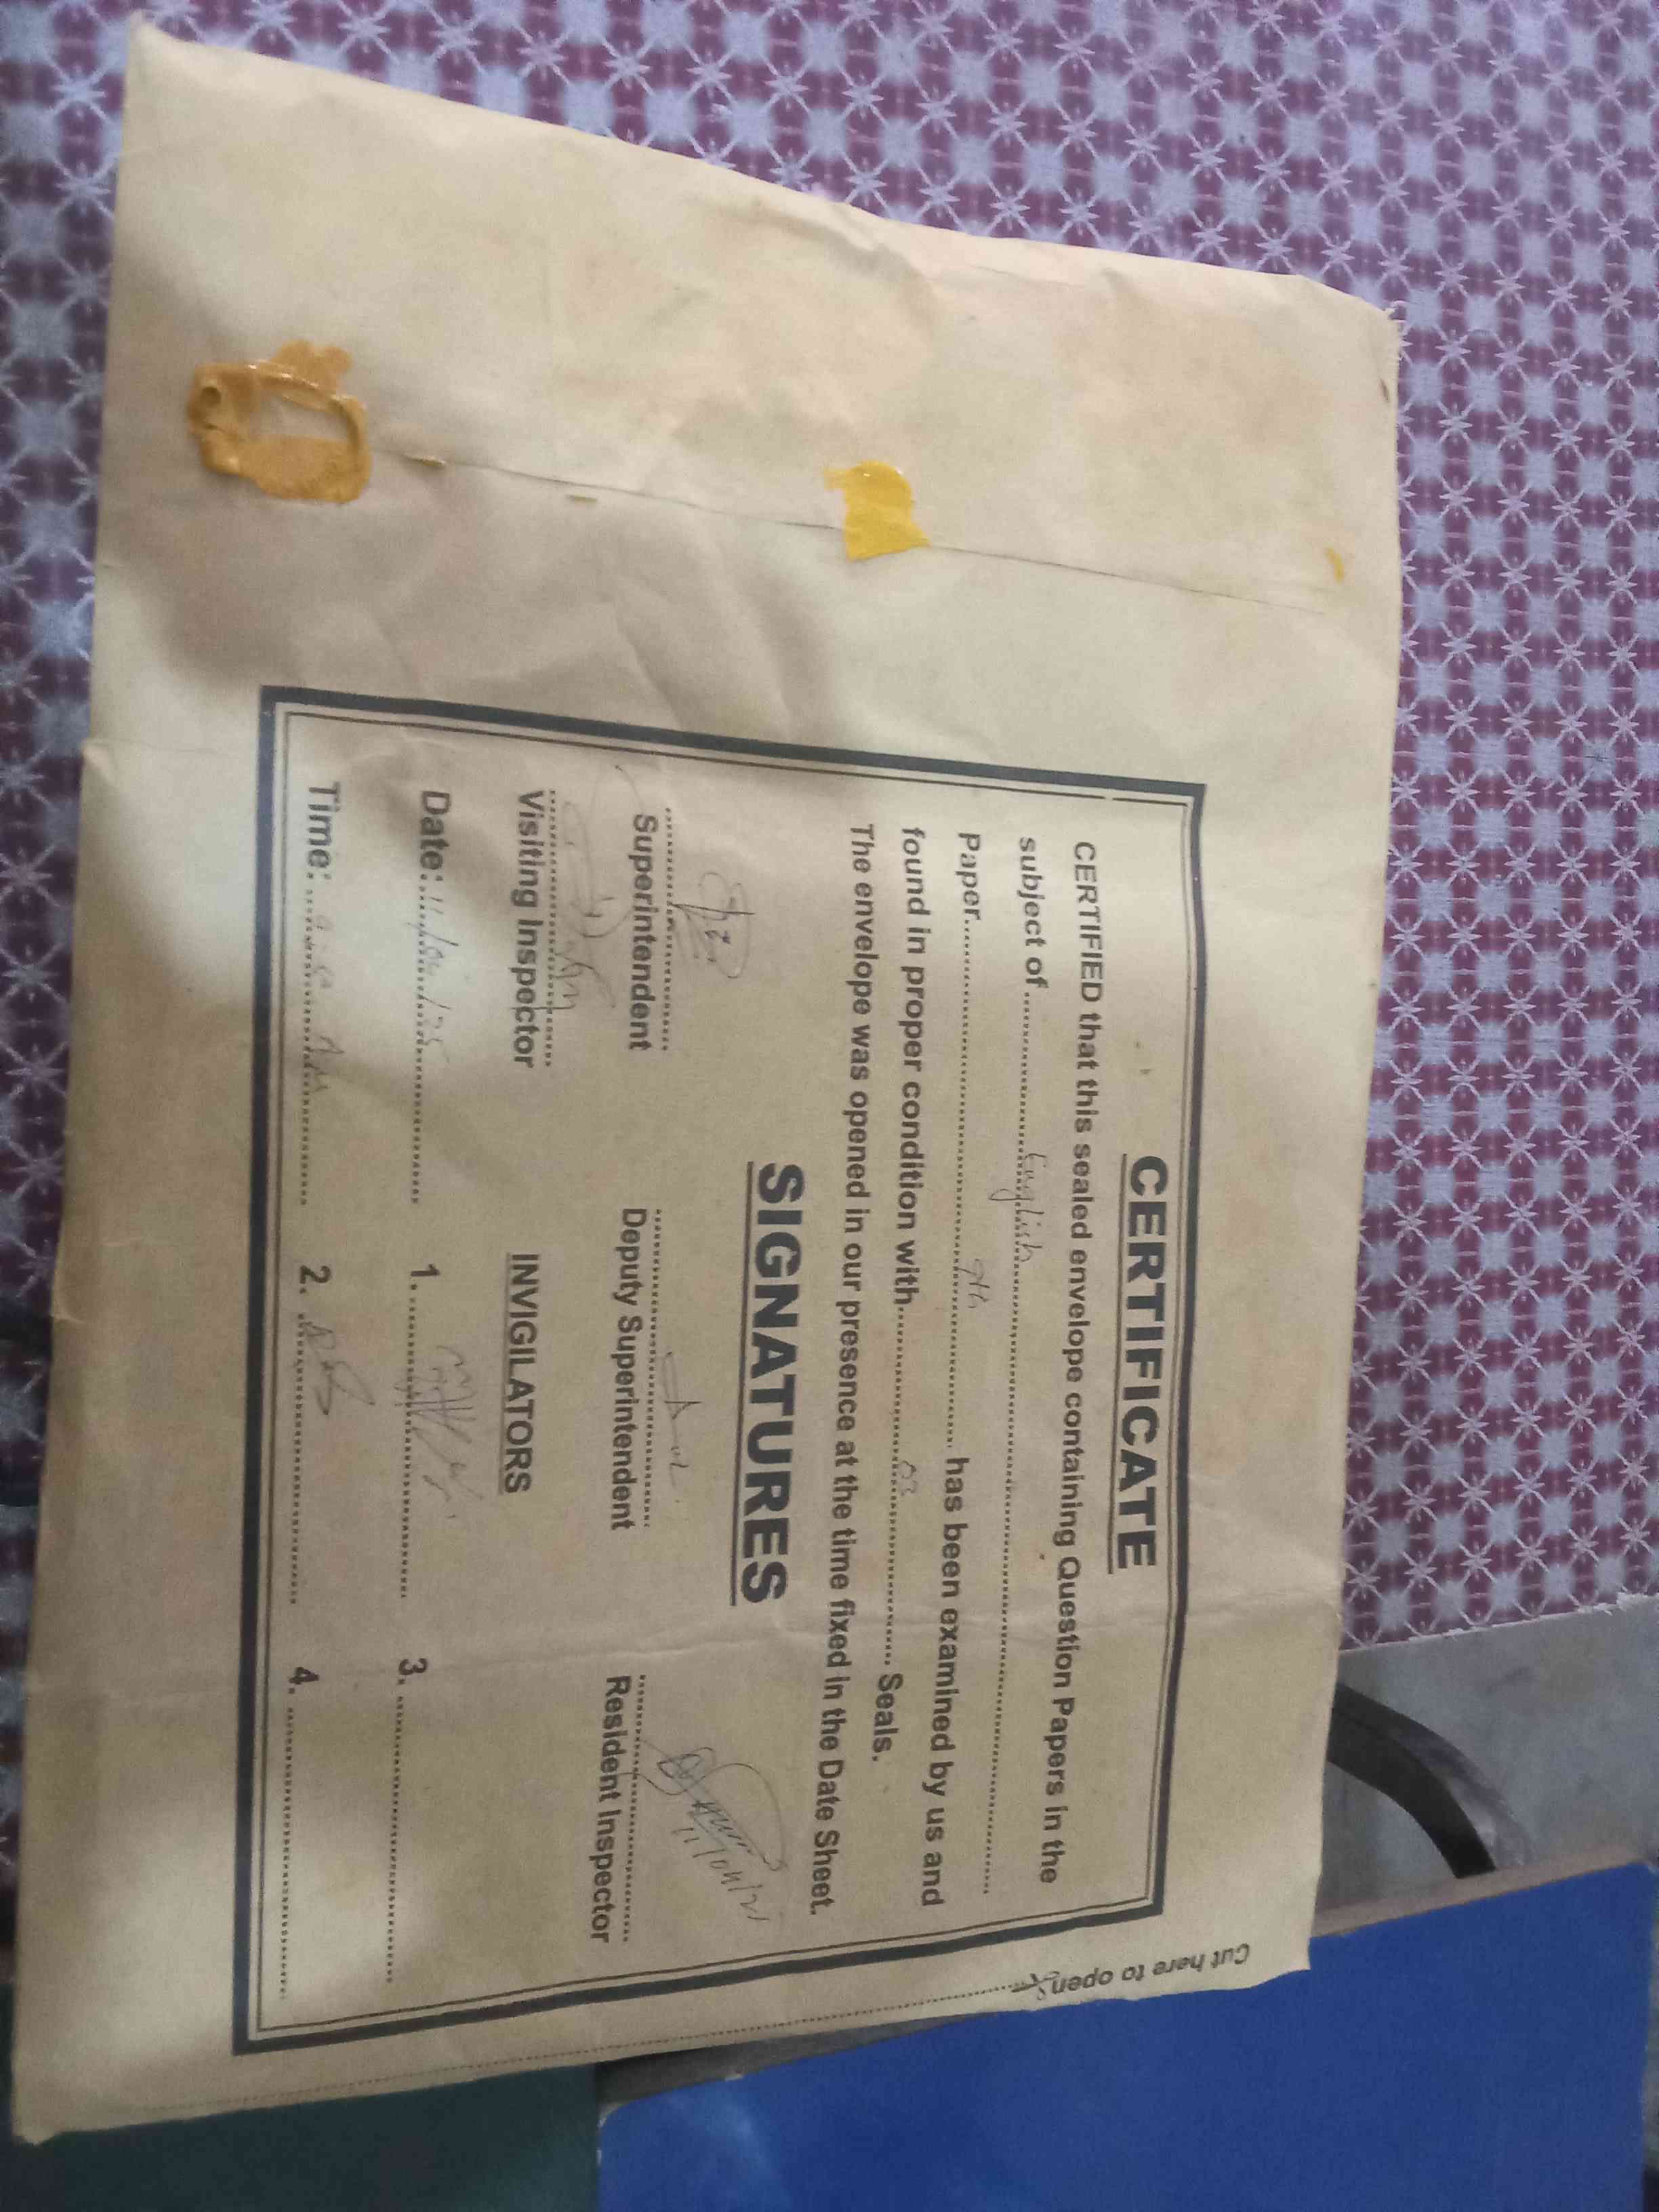 CERTIFICATE
CERTIFIED that this sealed envelope containing Question Papers in the
subject of ............ English ............
Paper ............ 9th ............ has been examined by us and
found in proper condition with ............ 03 ............ Seals.
The envelope was opened in our presence at the time fixed in the Date Sheet.
SIGNATURES
Superintendent Deputy Superintendent Resident Inspector
Visiting Inspector INVIGILATORS
Date: 1. 3.
Time: 2. 4.
Cut here to open